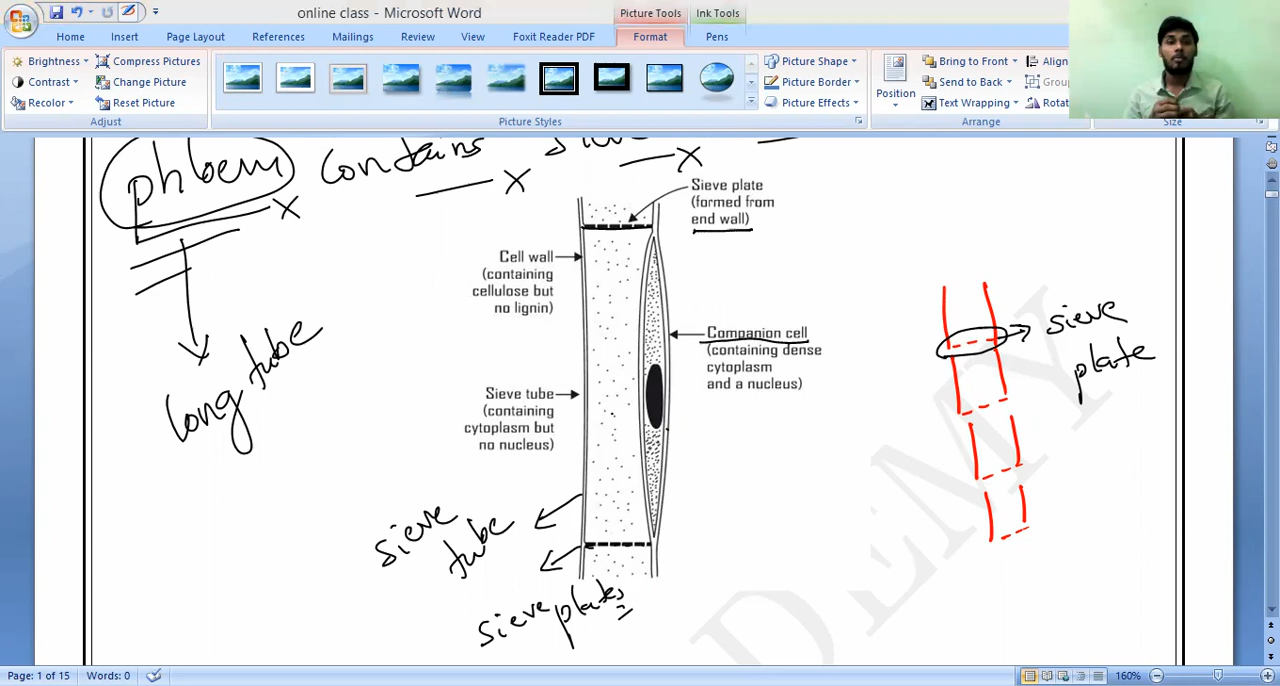 online class - Microsoft Word
Picture Tools
Ink Tools
Home
Insert
Page Layout
References
Mailings
Review
View
Foxit Reader PDF
Format
Pens
Brightness
Compress Pictures
Contrast
Change Picture
Recolor
Reset Picture
Adjust
Picture Styles
Picture Shape
Picture Border
Picture Effects
Position
Bring to Front
Send to Back
Text Wrapping
Align
Arrange
Size
phloem contains
Sieve plate
(formed from
end wall)
Cell wall
(containing
cellulose but
no lignin)
Companion cell
(containing dense
cytoplasm
and a nucleus)
Sieve tube
(containing
cytoplasm but
no nucleus)
sieve
plate
long tube
sieve
tube
sieve plates
DEMY
Page: 1 of 15
Words: 0
160%